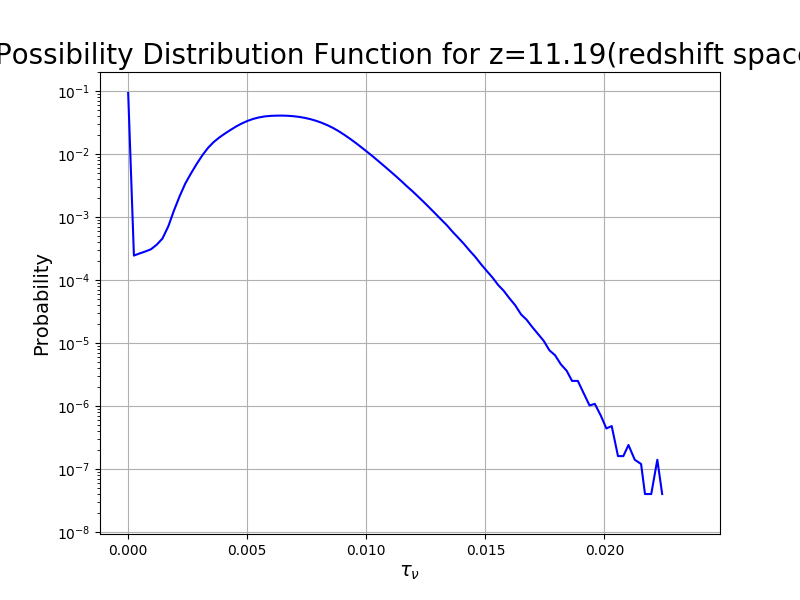 Possibility Distribution Function for z=11.19(redshift space
10⁻¹
10⁻²
10⁻³
10⁻⁴
10⁻⁵
10⁻⁶
10⁻⁷
10⁻⁸
Probability
0.000 0.005 0.010 0.015 0.020
τ_ν